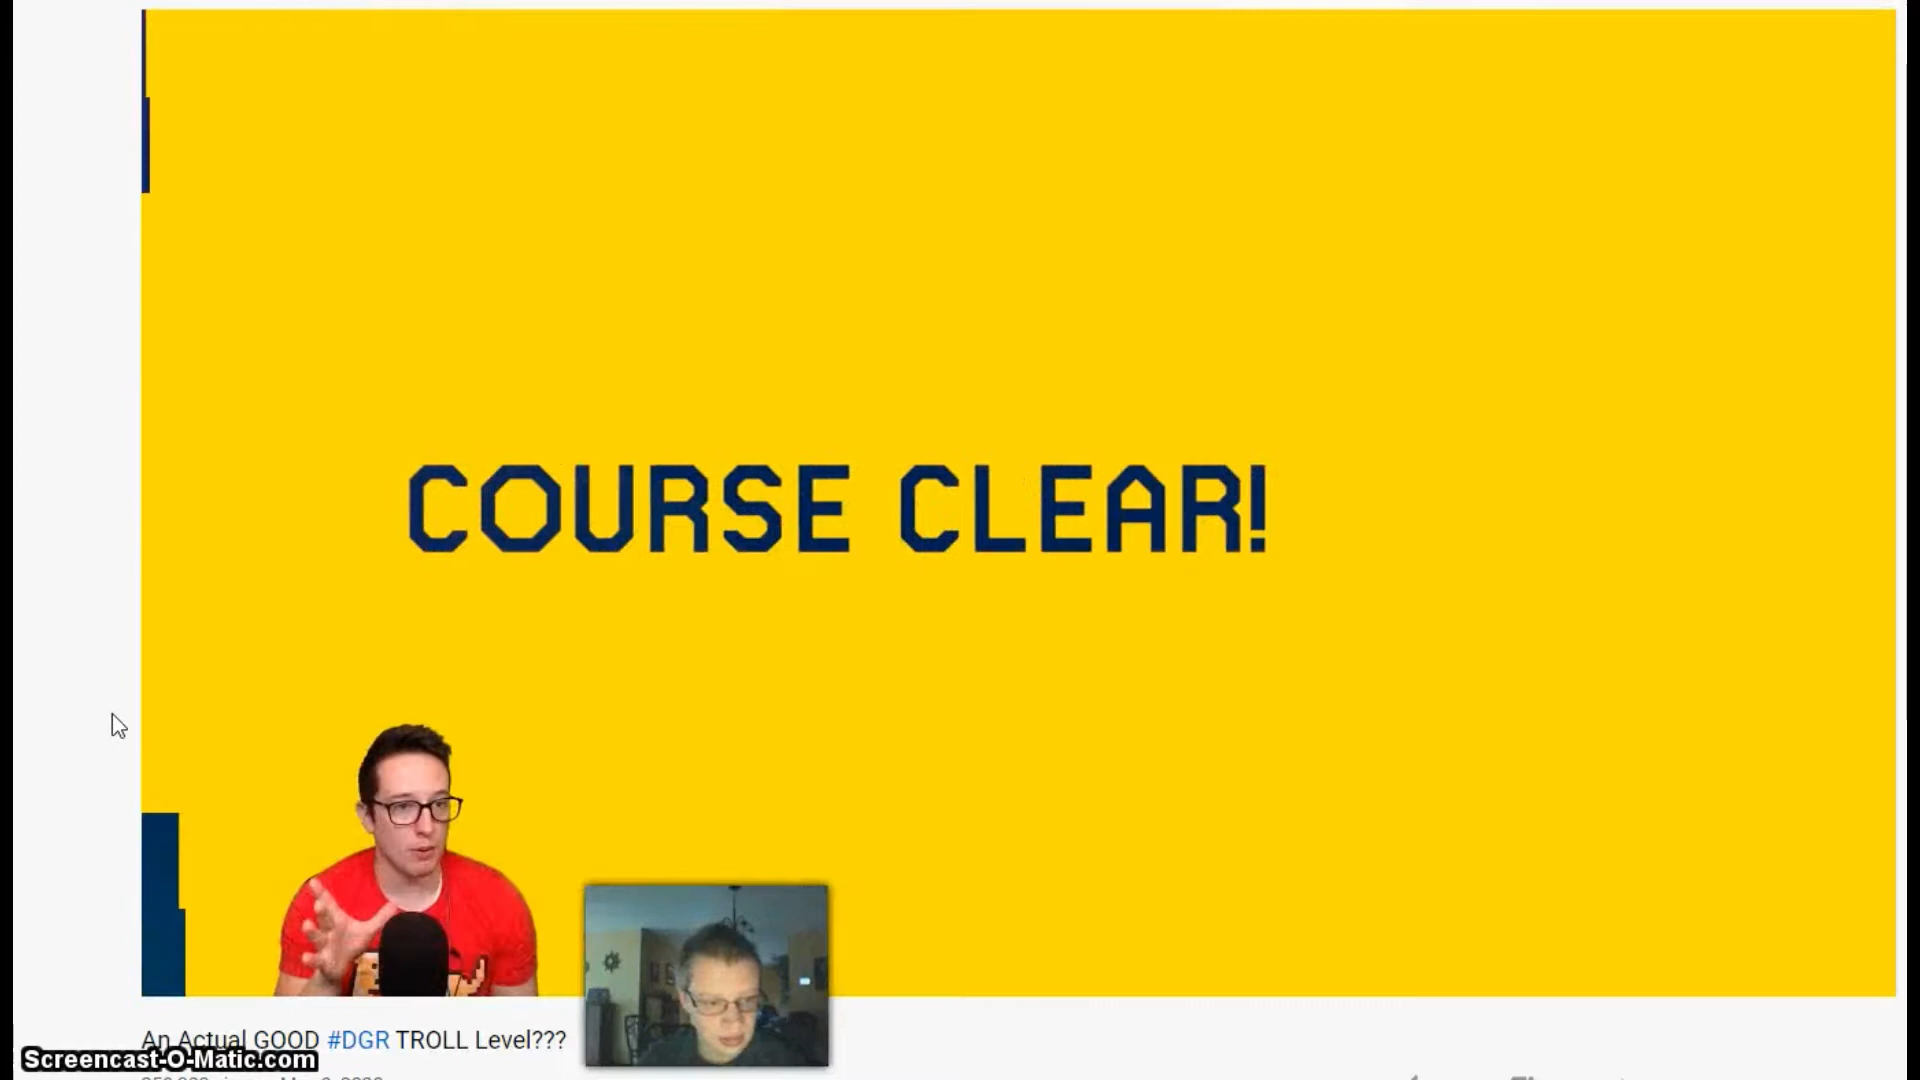 COURSE CLEAR!
An Actual GOOD #DGR TROLL Level???
Screencast-O-Matic.com